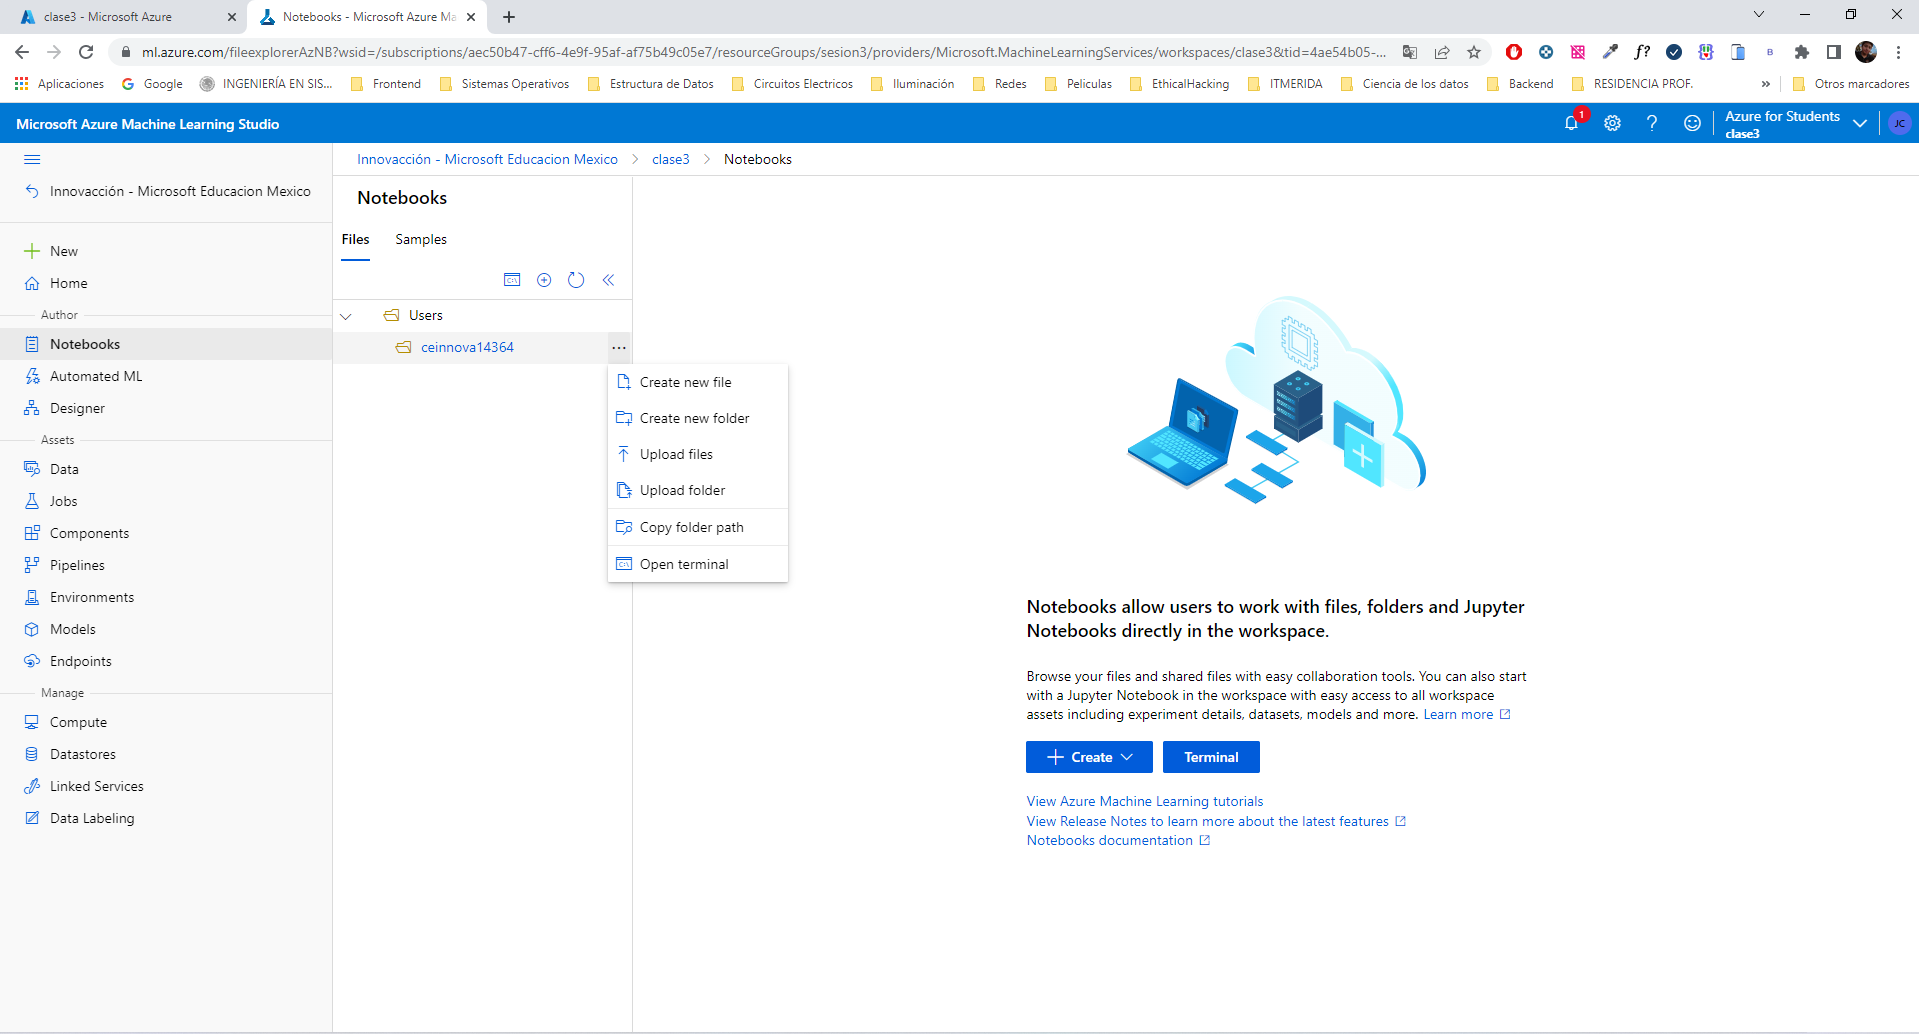 clase3 - Microsoft Azure
Notebooks - Microsoft Azure Ma
ml.azure.com/fileexplorerAzNB?wsid=/subscriptions/aec50b47-cff6-4e9f-95af-af75b49c05e7/resourceGroups/sesion3/providers/Microsoft.MachineLearningServices/workspaces/clase3&tid=4ae54b05-...
Aplicaciones
Google
INGENIERÍA EN SIS...
Frontend
Sistemas Operativos
Estructura de Datos
Circuitos Electricos
Iluminación
Redes
Peliculas
EthicalHacking
ITMERIDA
Ciencia de los datos
Backend
RESIDENCIA PROF.
»
Otros marcadores
Microsoft Azure Machine Learning Studio
1
Azure for Students
clase3
JC
Innovacción - Microsoft Educacion Mexico
New
Home
Author
Notebooks
Automated ML
Designer
Assets
Data
Jobs
Components
Pipelines
Environments
Models
Endpoints
Manage
Compute
Datastores
Linked Services
Data Labeling
Innovacción - Microsoft Educacion Mexico > clase3 > Notebooks
Notebooks
Files
Samples
Users
ceinnova14364
...
Create new file
Create new folder
Upload files
Upload folder
Copy folder path
Open terminal
Notebooks allow users to work with files, folders and Jupyter
Notebooks directly in the workspace.
Browse your files and shared files with easy collaboration tools. You can also start
with a Jupyter Notebook in the workspace with easy access to all workspace
assets including experiment details, datasets, models and more. Learn more
Create
Terminal
View Azure Machine Learning tutorials
View Release Notes to learn more about the latest features
Notebooks documentation